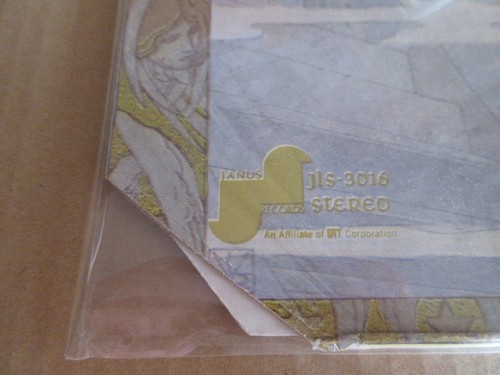 JANUS
RECORDS
jls-3016
STEREO
An Affiliate of GRT Corporation